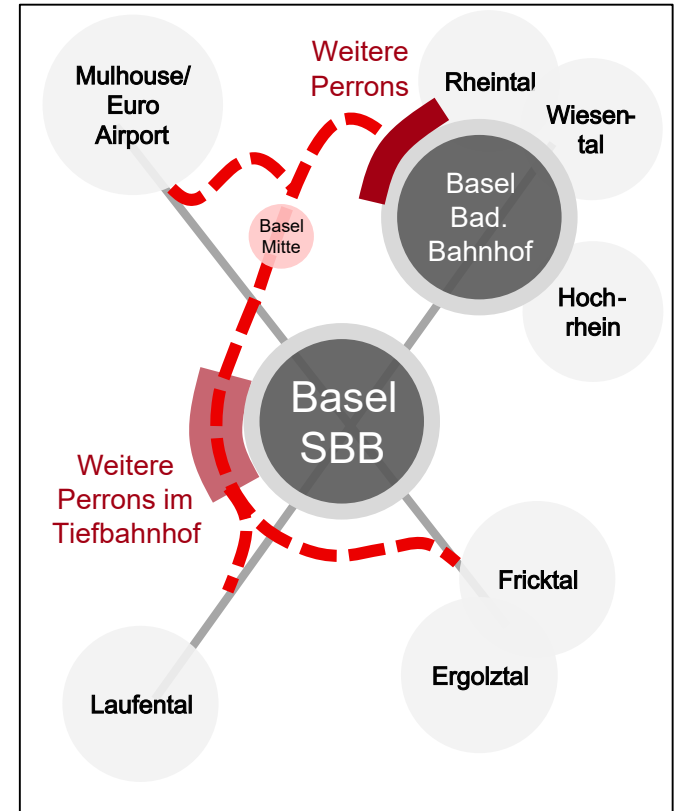 Mulhouse/
Euro
Airport
Weitere
Perrons
Rheintal
Wiesen-
tal
Basel
Bad.
Bahnhof
Basel
Mitte
Hoch-
rhein
Basel
SBB
Weitere
Perrons im
Tiefbahnhof
Fricktal
Ergolztal
Laufental